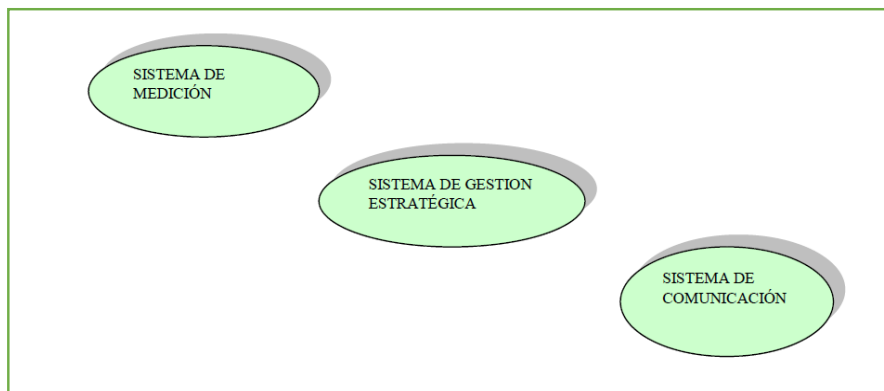 SISTEMA DE
MEDICIÓN
SISTEMA DE GESTION
ESTRATÉGICA
SISTEMA DE
COMUNICACIÓN